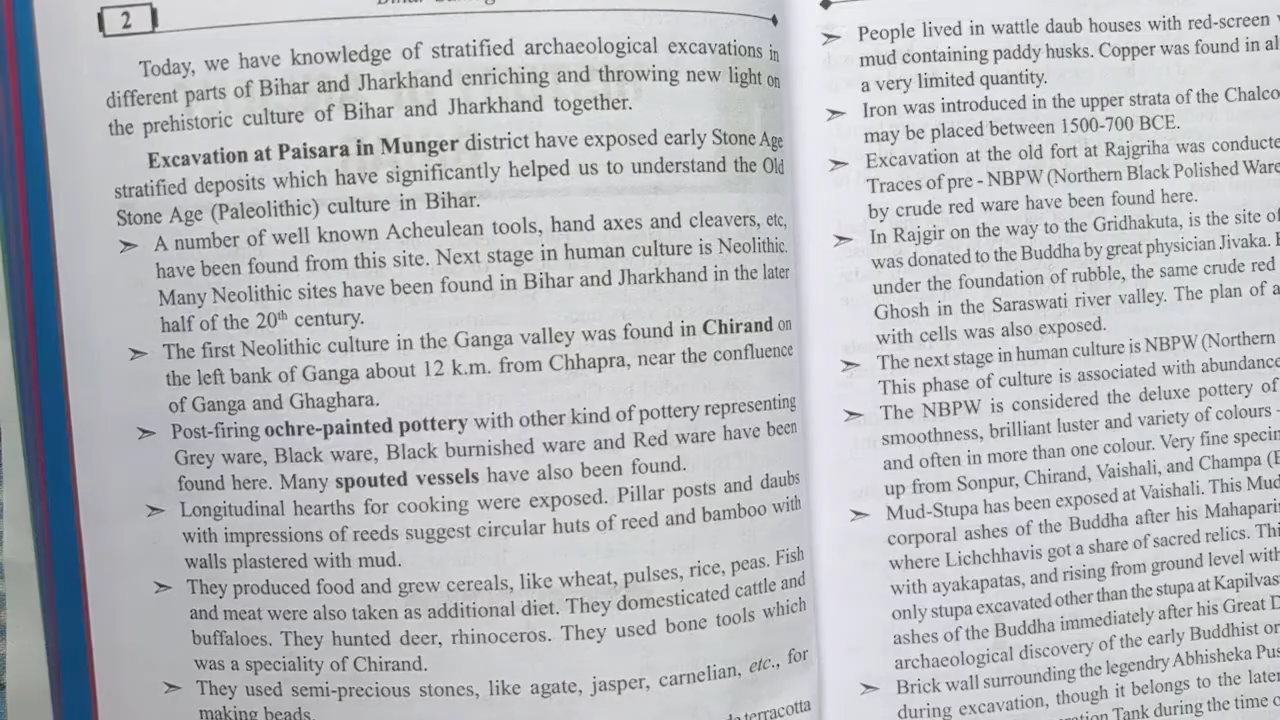 2
Today, we have knowledge of stratified archaeological excavations in
different parts of Bihar and Jharkhand enriching and throwing new light on
the prehistoric culture of Bihar and Jharkhand together.
Excavation at Paisara in Munger district have exposed early Stone Age
stratified deposits which have significantly helped us to understand the Old
Stone Age (Paleolithic) culture in Bihar.
➢ A number of well known Acheulean tools, hand axes and cleavers, etc,
have been found from this site. Next stage in human culture is Neolithic.
Many Neolithic sites have been found in Bihar and Jharkhand in the later
half of the 20th century.
➢ The first Neolithic culture in the Ganga valley was found in Chirand on
the left bank of Ganga about 12 k.m. from Chhapra, near the confluence
of Ganga and Ghaghara.
➢ Post-firing ochre-painted pottery with other kind of pottery representing
Grey ware, Black ware, Black burnished ware and Red ware have been
found here. Many spouted vessels have also been found.
➢ Longitudinal hearths for cooking were exposed. Pillar posts and daubs
with impressions of reeds suggest circular huts of reed and bamboo with
walls plastered with mud.
➢ They produced food and grew cereals, like wheat, pulses, rice, peas. Fish
and meat were also taken as additional diet. They domesticated cattle and
buffaloes. They hunted deer, rhinoceros. They used bone tools which
was a speciality of Chirand.
➢ They used semi-precious stones, like agate, jasper, carnelian, etc., for
making beads.
terracotta
➢ People lived in wattle daub houses with red-screen
mud containing paddy husks. Copper was found in
a very limited quantity.
➢ Iron was introduced in the upper strata of the
may be placed between 1500-700 BCE.
➢ Excavation at the old fort at Rajgriha was
Traces of pre - NBPW (Northern Black Polished Ware
by crude red ware have been found here.
➢ In Rajgir on the way to the Gridhakuta, is the site
was donated to the Buddha by great physician Jivaka.
under the foundation of rubble, the same crude red
Ghosh in the Saraswati river valley. The plan of a
with cells was also exposed.
➢ The next stage in human culture is NBPW (Northern
This phase of culture is associated with
➢ The NBPW is considered the deluxe pottery of
smoothness, brilliant luster and variety of colours
and often in more than one colour. Very fine
up from Sonpur, Chirand, Vaishali, and Champa
➢ Mud-Stupa has been exposed at Vaishali. This
corporal ashes of the Buddha after his
where Lichchhavis got a share of sacred relics.
with ayakapatas, and rising from ground level with
only stupa excavated other than the stupa at
ashes of the Buddha immediately after his Great
archaeological discovery of the early Buddhist
➢ Brick wall surrounding the legendry Abhisheka
during excavation, though it belongs to the
Tank during the time